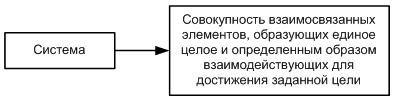 Система
Совокупность взаимосвязанных
элементов, образующих единое
целое и определенным образом
взаимодействующих для
достижения заданной цели